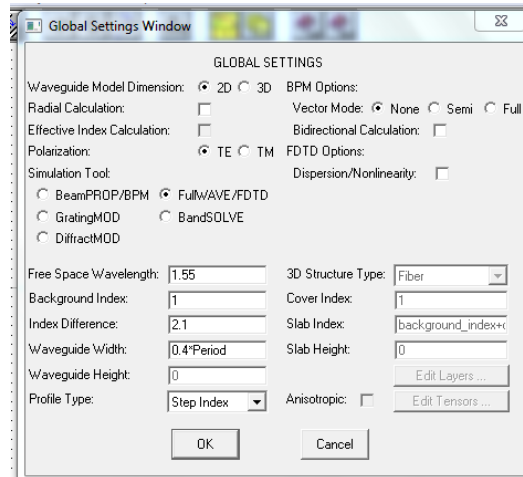 Global Settings Window
GLOBAL SETTINGS
Waveguide Model Dimension: 2D 3D BPM Options:
Radial Calculation: Vector Mode: None Semi Full
Effective Index Calculation: Bidirectional Calculation:
Polarization: TE TM FDTD Options:
Simulation Tool: Dispersion/Nonlinearity:
BeamPROP/BPM FullWAVE/FDTD
GratingMOD BandSOLVE
DiffractMOD
Free Space Wavelength: 1.55 3D Structure Type: Fiber
Background Index: 1 Cover Index: 1
Index Difference: 2.1 Slab Index: background_index+
Waveguide Width: 0.4*Period Slab Height: 0
Waveguide Height: 0 Edit Layers ...
Profile Type: Step Index Anisotropic: Edit Tensors ...
OK Cancel